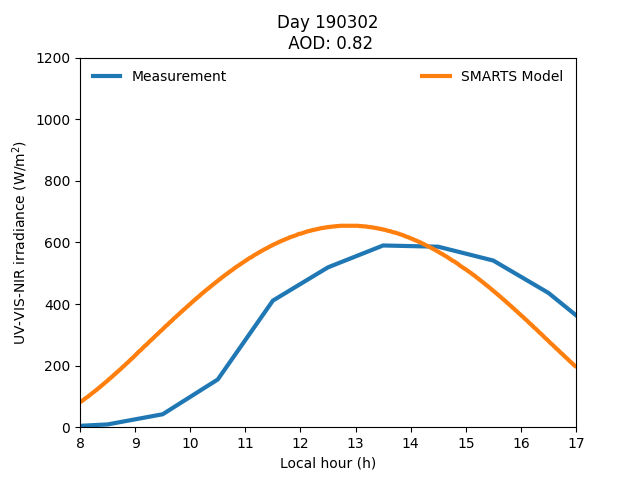 Day 190302
AOD: 0.82
Measurement
SMARTS Model
UV-VIS-NIR irradiance (W/m²)
1200
1000
800
600
400
200
0
8 9 10 11 12 13 14 15 16 17
Local hour (h)